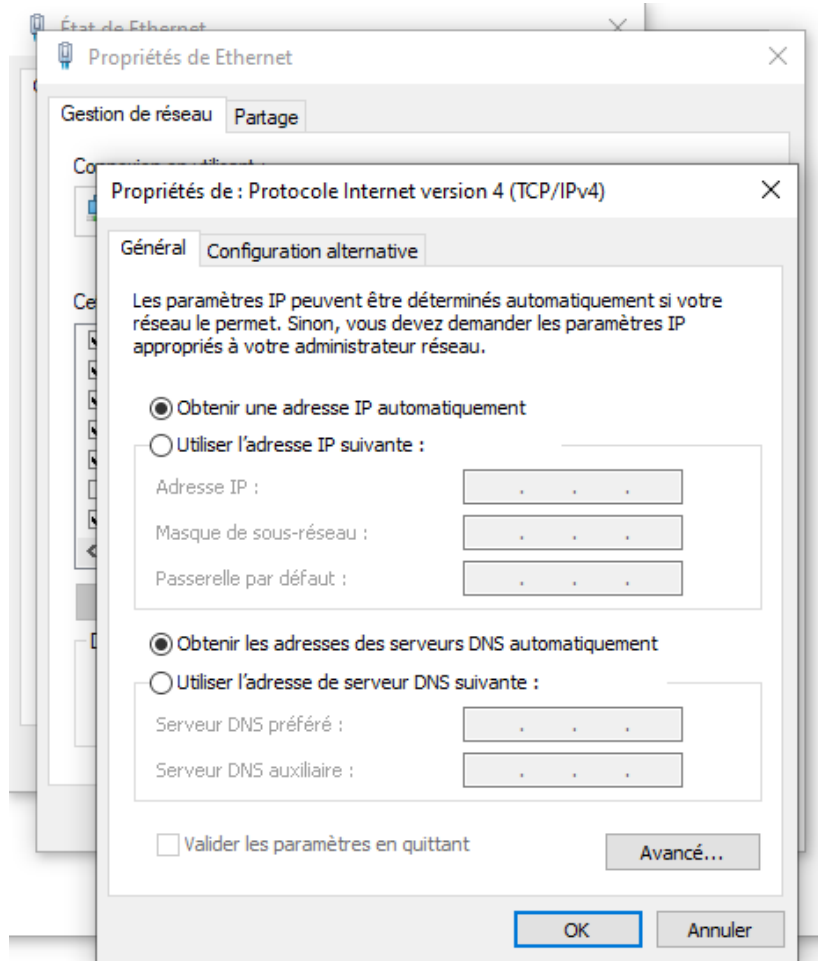 État de Ethernet
Propriétés de Ethernet
Gestion de réseau
Partage
Propriétés de : Protocole Internet version 4 (TCP/IPv4)
Général
Configuration alternative
Les paramètres IP peuvent être déterminés automatiquement si votre
réseau le permet. Sinon, vous devez demander les paramètres IP
appropriés à votre administrateur réseau.
Obtenir une adresse IP automatiquement
Utiliser l'adresse IP suivante :
Adresse IP :
Masque de sous-réseau :
Passerelle par défaut :
Obtenir les adresses des serveurs DNS automatiquement
Utiliser l'adresse de serveur DNS suivante :
Serveur DNS préféré :
Serveur DNS auxiliaire :
Valider les paramètres en quittant
Avancé...
OK
Annuler